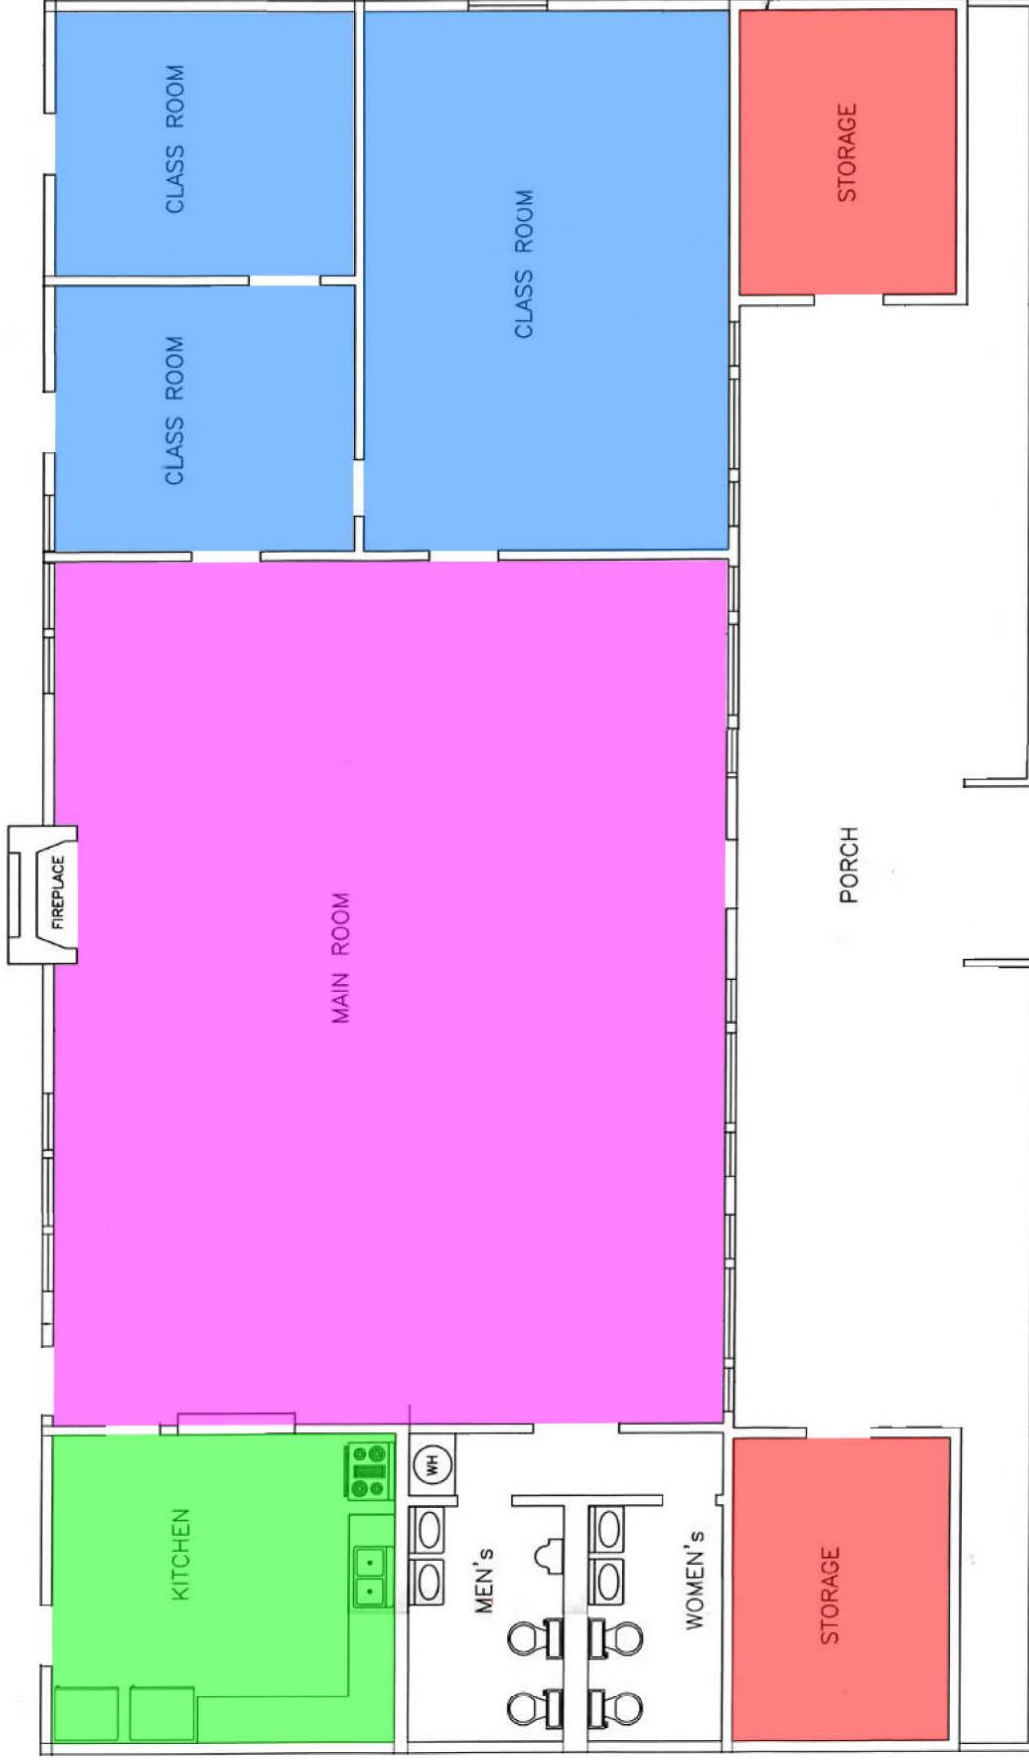 CLASS ROOM
CLASS ROOM
CLASS ROOM
STORAGE
FIREPLACE
MAIN ROOM
PORCH
KITCHEN
WH
MEN's
WOMEN's
STORAGE